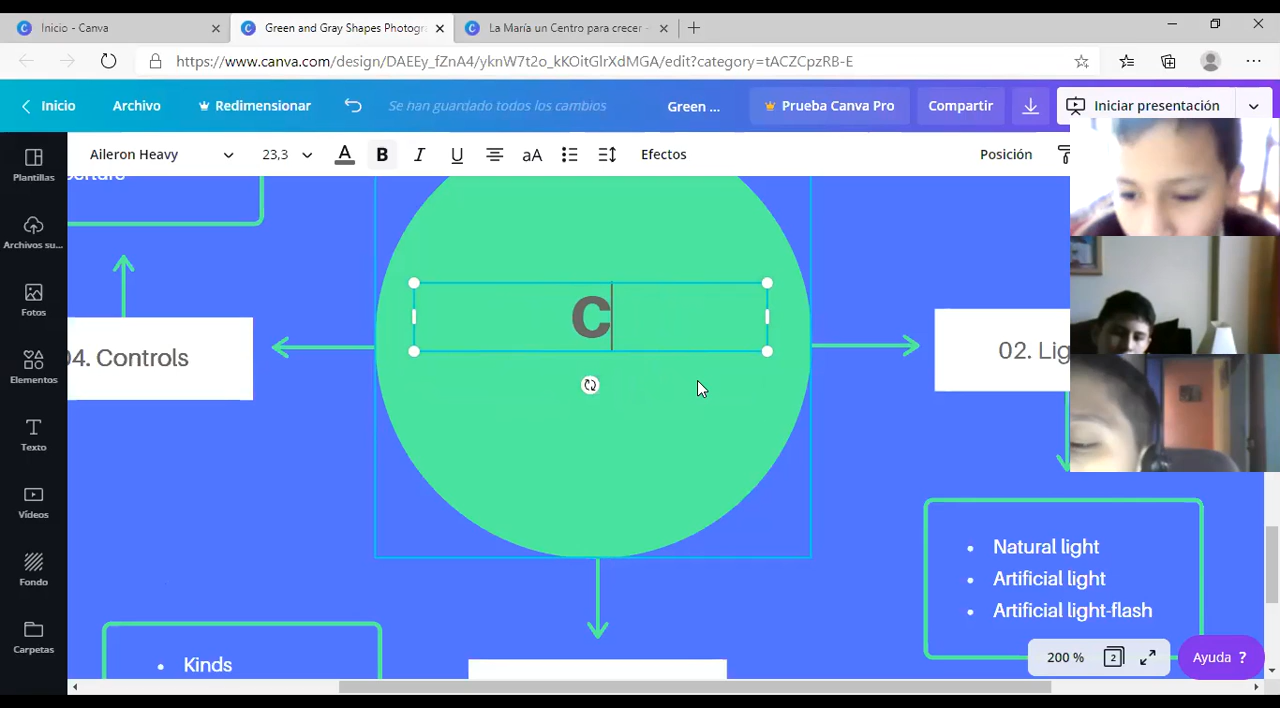 Inicio - Canva
Green and Gray Shapes Photogr
La María un Centro para crecer -
https://www.canva.com/design/DAEEy_fZnA4/yknW7t2o_kKOitGlrXdMGA/edit?category=tACZCpzRB-E
Inicio
Archivo
Redimensionar
Se han guardado todos los cambios
Green ...
Prueba Canva Pro
Compartir
Iniciar presentación
Aileron Heavy
23,3
A
B
I
U
aA
Efectos
Posición
Plantillas
Archivos su...
Fotos
Elementos
Texto
Vídeos
Fondo
Carpetas
C
04. Controls
02. Lig
Natural light
Artificial light
Artificial light-flash
Kinds
200 %
2
Ayuda ?